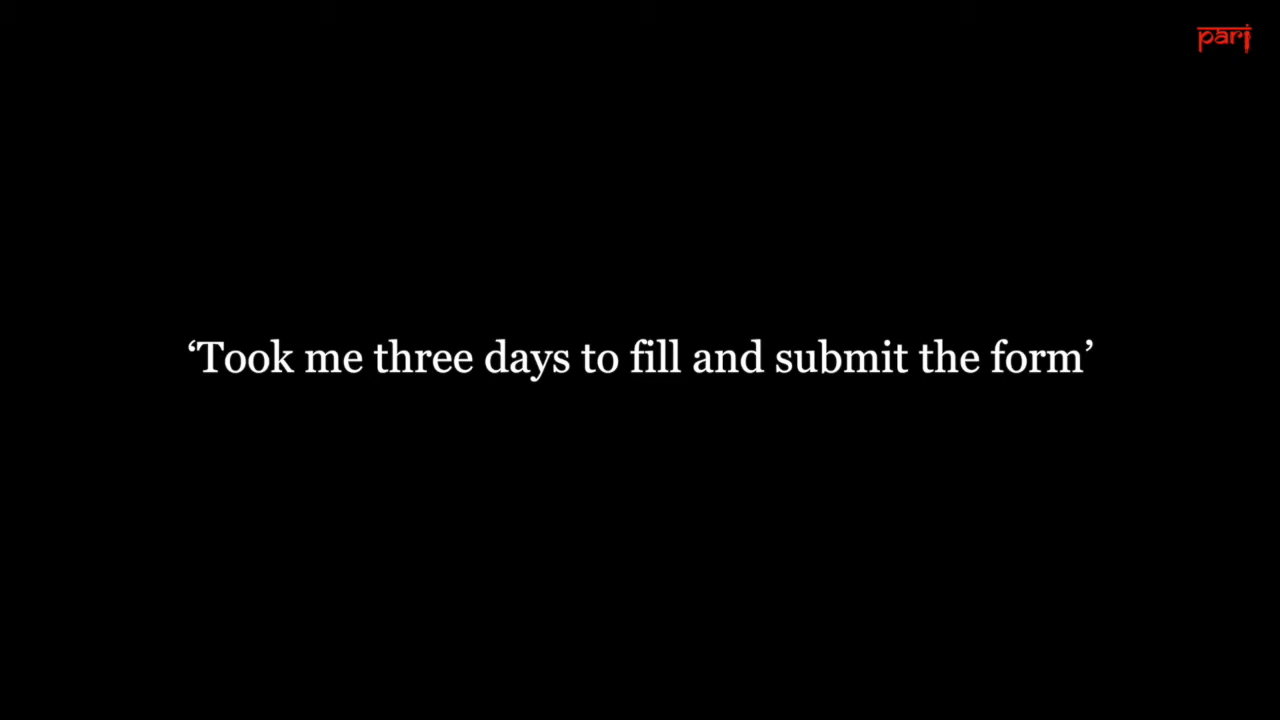 pari
‘Took me three days to fill and submit the form’